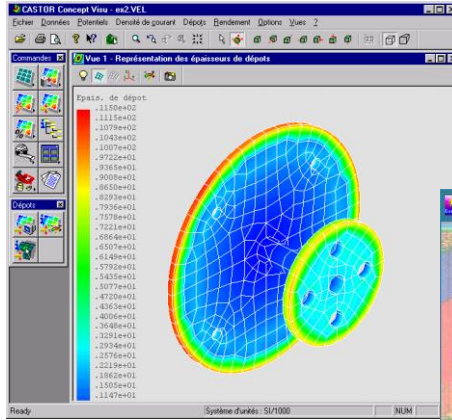 CASTOR Concept Visu - ex2.VEL
Fichier Données Potentiels Densité de courant Dépots Rendement Options Vues ?
Commandes
Vue 1 - Représentation des épaisseurs de dépots
Epais. de dépot
.1150e+02
.1115e+02
.1079e+02
.1043e+02
.1007e+02
.9722e+01
.9365e+01
.9008e+01
.8650e+01
.8293e+01
.7936e+01
.7578e+01
.7221e+01
.6864e+01
.6507e+01
.6149e+01
.5792e+01
.5435e+01
.5077e+01
.4720e+01
.4363e+01
.4006e+01
.3648e+01
.3291e+01
.2934e+01
.2576e+01
.2219e+01
.1862e+01
.1505e+01
.1147e+01
Dépots
Ready
Système d'unités : SI/1000
NUM